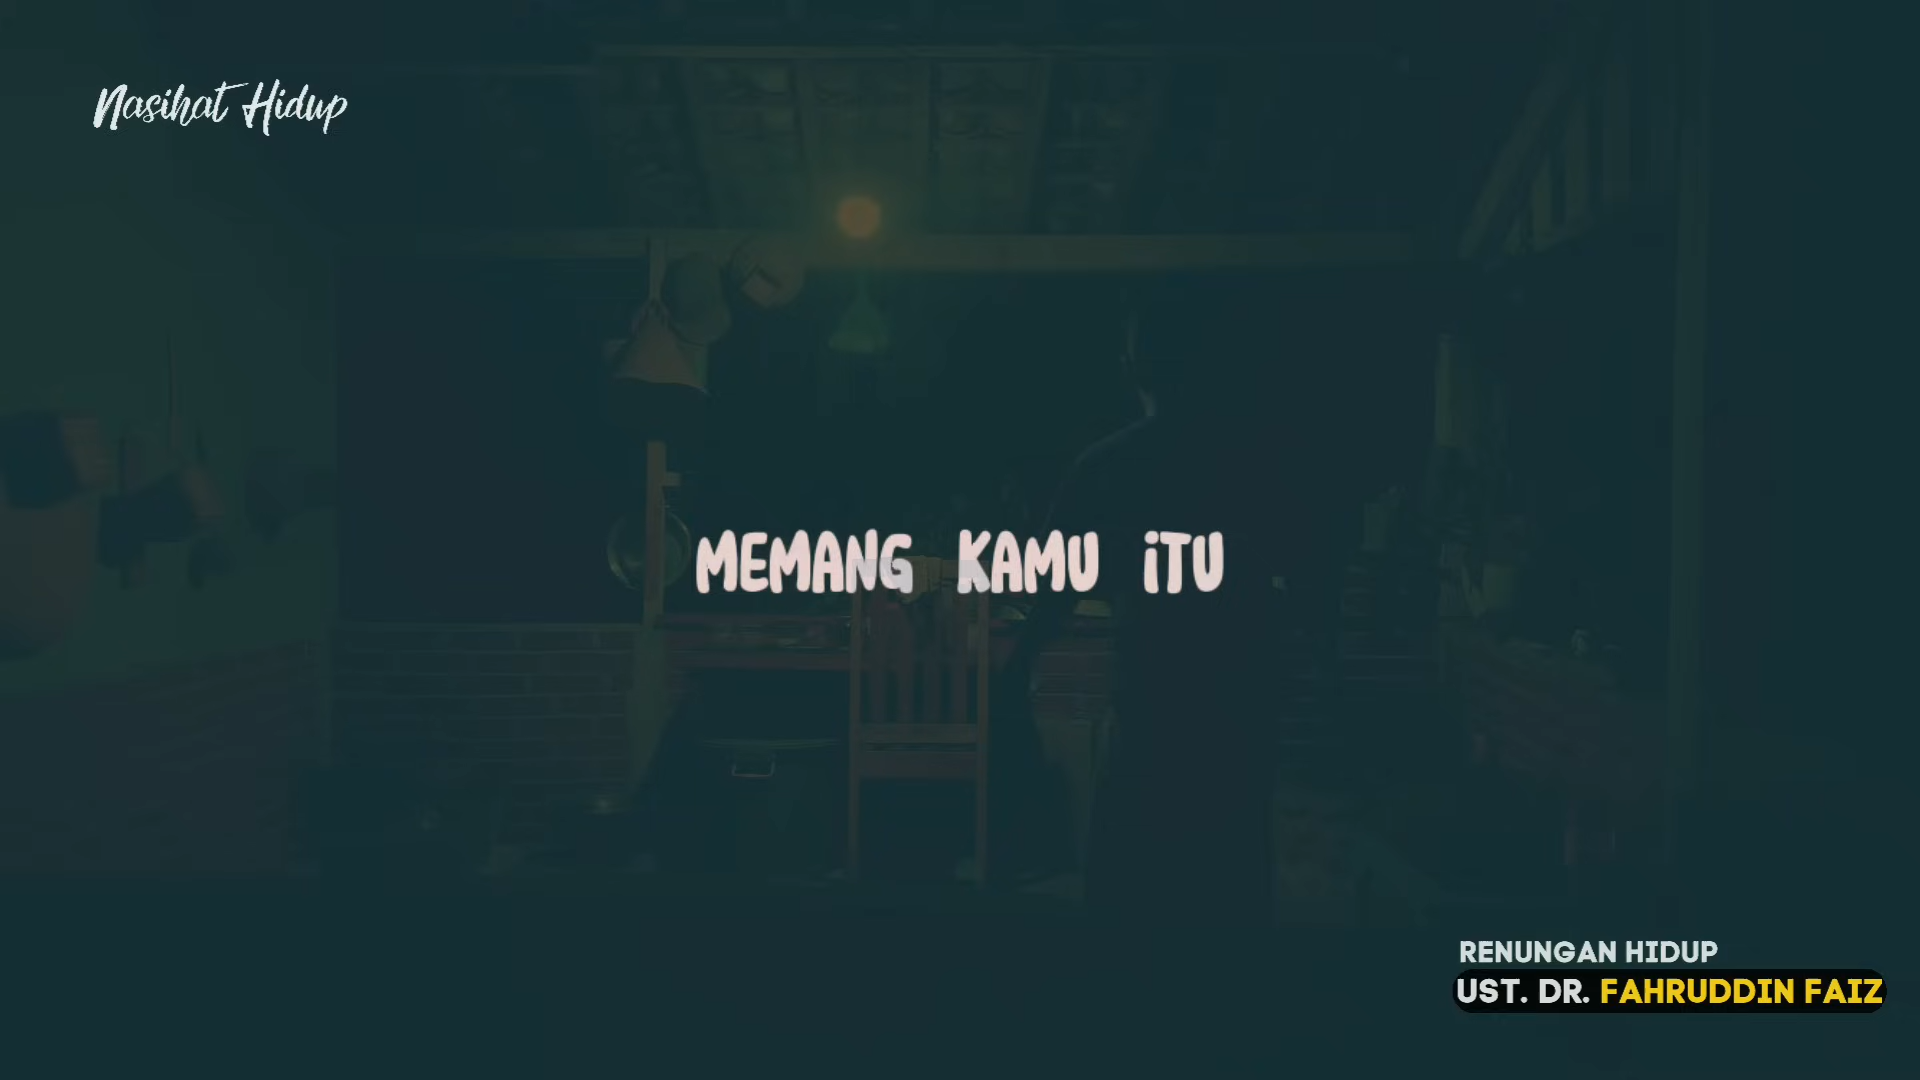 Nasihat Hidup
MEMANG KAMU iTU
RENUNGAN HIDUP
UST. DR. FAHRUDDIN FAIZ